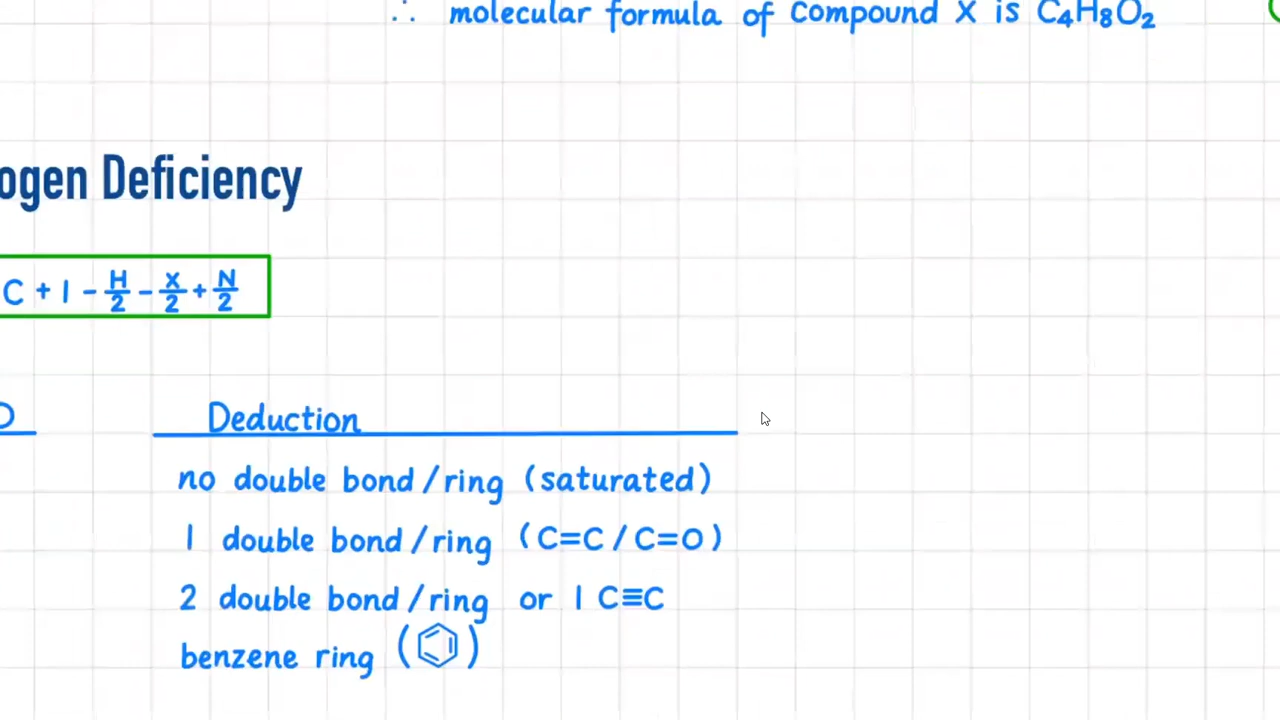 ∴ molecular formula of compound X is C₄H₈O₂
ogen Deficiency
C + 1 - H/2 - X/2 + N/2
D Deduction
no double bond/ring (saturated)
1 double bond/ring (C=C/C=O)
2 double bond/ring or 1 C≡C
benzene ring ( )